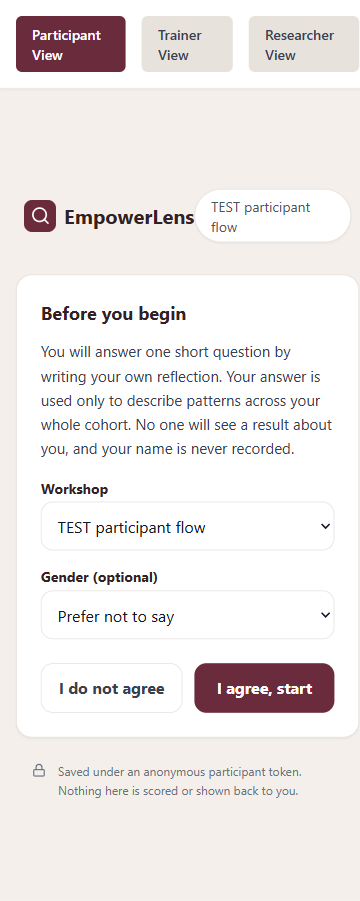 Participant
View
Trainer
View
Researcher
View
EmpowerLens
TEST participant
flow
Before you begin
You will answer one short question by
writing your own reflection. Your answer is
used only to describe patterns across your
whole cohort. No one will see a result about
you, and your name is never recorded.
Workshop
TEST participant flow
Gender (optional)
Prefer not to say
I do not agree
I agree, start
Saved under an anonymous participant token.
Nothing here is scored or shown back to you.